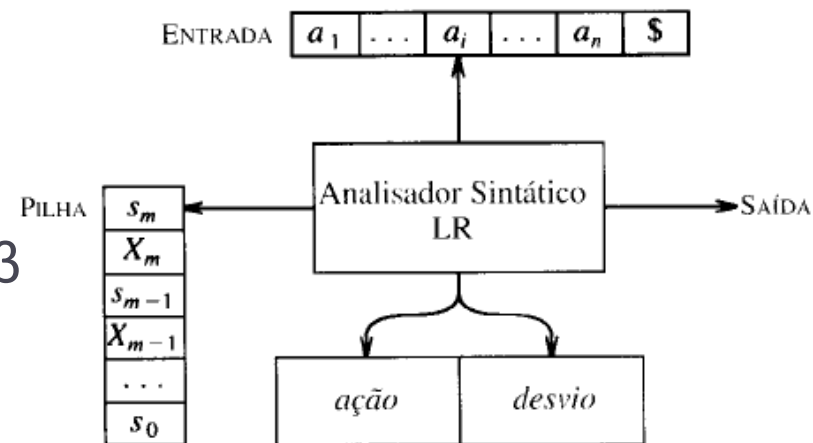 ENTRADA a₁ ... aᵢ ... aₙ $
Analisador Sintático
LR
PILHA
SAÍDA
sₘ
Xₘ
sₘ₋₁
Xₘ₋₁
...
s₀
3
ação
desvio